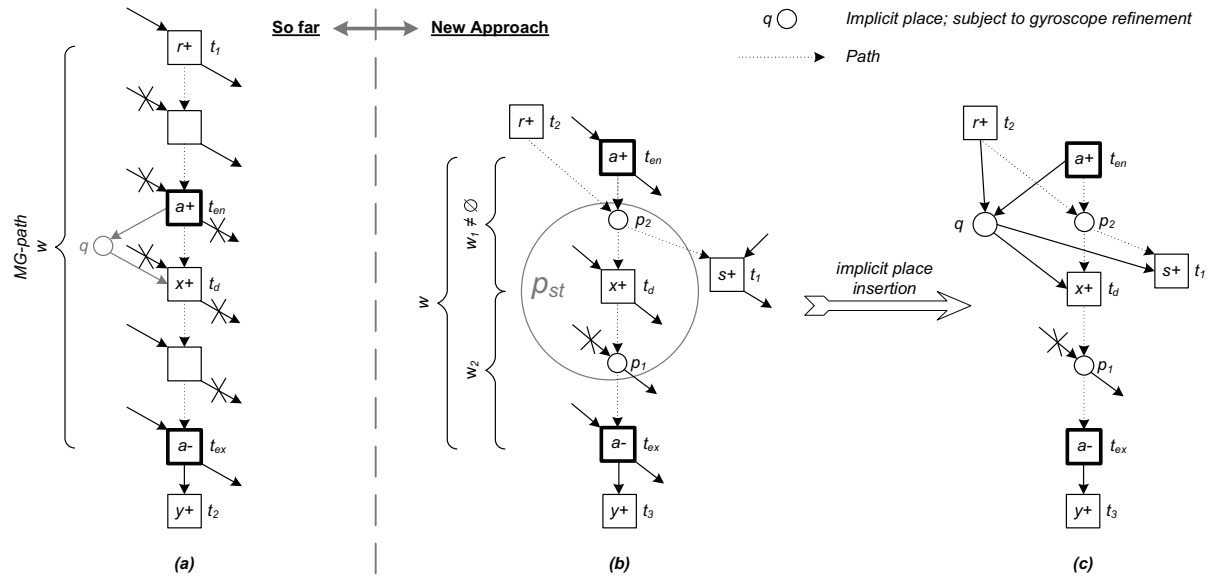 So far
New Approach
q
Implicit place; subject to gyroscope refinement
Path
MG-path
w
r+ t1
a+ ten
q
x+ td
a- tex
y+ t2
(a)
r+ t2
a+ ten
w
w1 ≠ ∅
w2
p2
pst
s+ t1
x+ td
p1
a- tex
y+ t3
(b)
implicit place
insertion
r+ t2
a+ ten
q
p2
s+ t1
x+ td
p1
a- tex
y+ t3
(c)